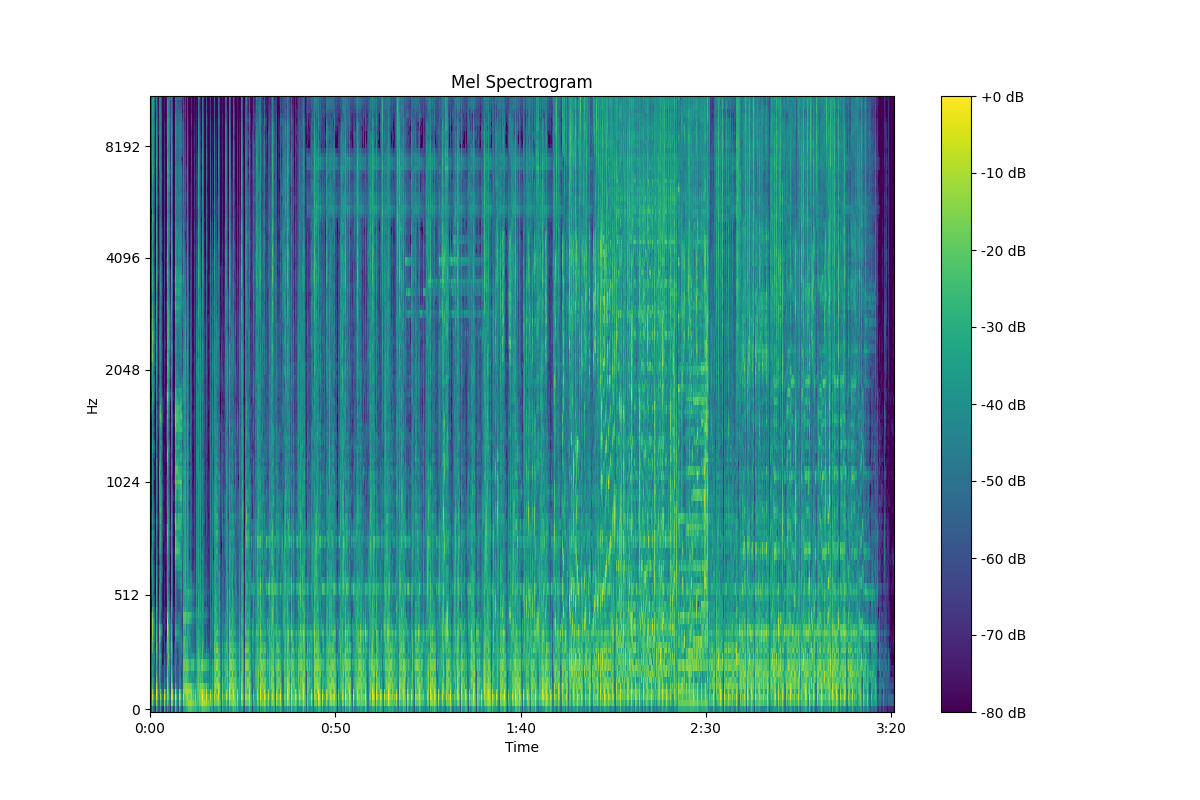 Mel Spectrogram
+0 dB
8192
-10 dB
-20 dB
4096
-30 dB
2048
-40 dB
Hz
1024
-50 dB
-60 dB
512
-70 dB
0
-80 dB
0:00 0:50 1:40 2:30 3:20
Time